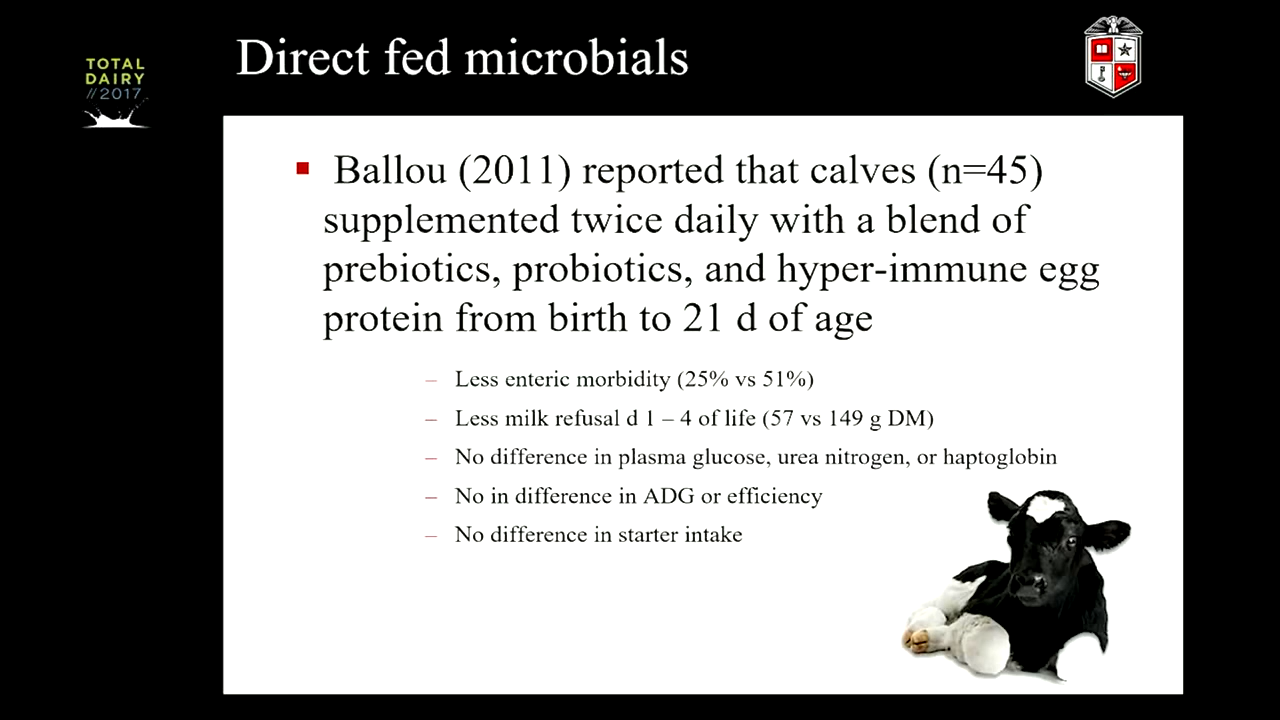 Direct fed microbials
TOTAL
DAIRY
//2017
Ballou (2011) reported that calves (n=45)
supplemented twice daily with a blend of
prebiotics, probiotics, and hyper-immune egg
protein from birth to 21 d of age
– Less enteric morbidity (25% vs 51%)
– Less milk refusal d 1 – 4 of life (57 vs 149 g DM)
– No difference in plasma glucose, urea nitrogen, or haptoglobin
– No in difference in ADG or efficiency
– No difference in starter intake